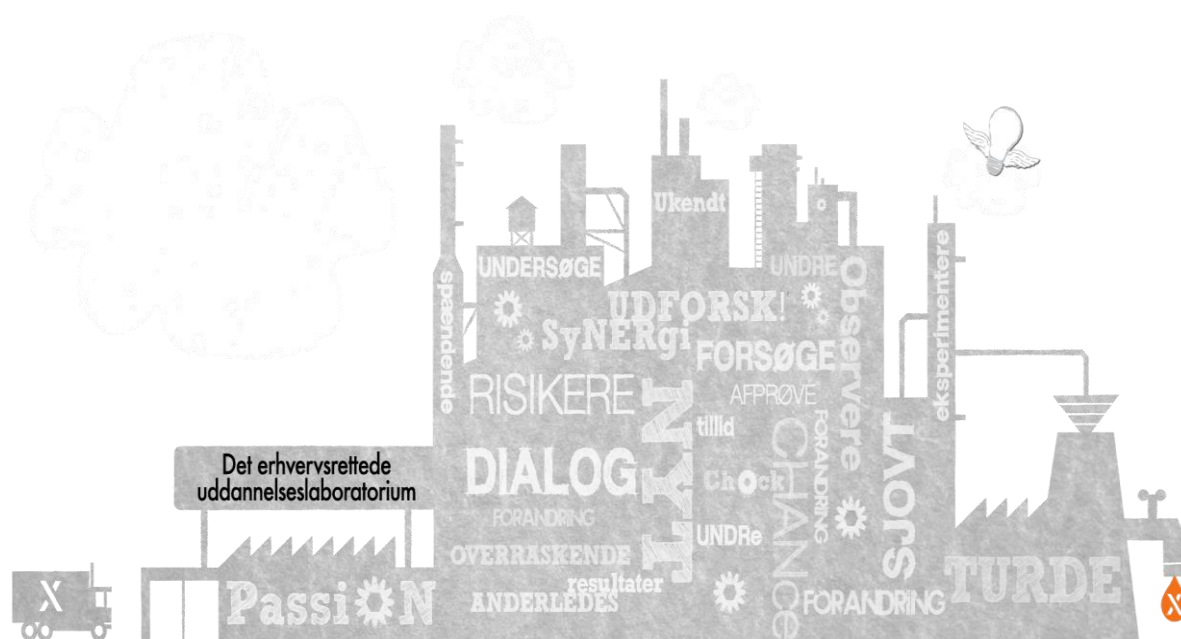 Ukendt
UNDERSØGE
UNDRE
spændende
Observere
eksperimentere
UDFORSK!
SyNERgi
FORSØGE
RISIKERE
NYT
AFPRØVE
tillid
FORANDRING
CHANCe
SJOVT
Det erhvervsrettede
uddannelseslaboratorium
DIALOG
Chock
FORANDRING
UNDRe
OVERRASKENDE
resultater
ANDERLEDES
PassiON
FORANDRING
TURDE
X
X